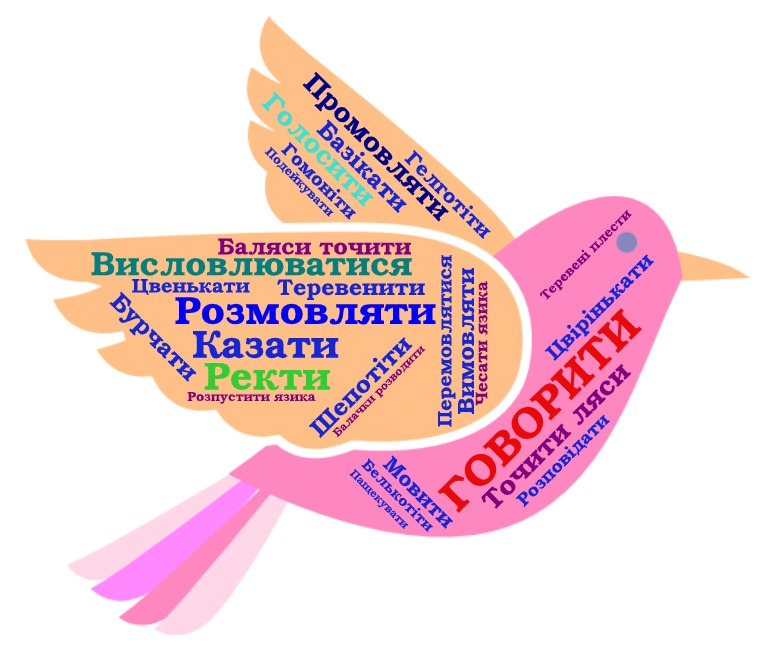 Промовляти
Голосити
Базікати
Гелготіти
Гомоніти
Подейкувати
Баляси точити
Висловлюватися
Цвенькати
Теревенити
Розмовляти
Бурчати
Казати
Ректи
Розпустити язика
Шепотіти
Балачки розводити
Перемовлятися
Вимовляти
Чесати язика
Теревені плести
Цвірінькати
ГОВОРИТИ
Точити ляси
Розповідати
Мовити
Белькотіти
Пащекувати